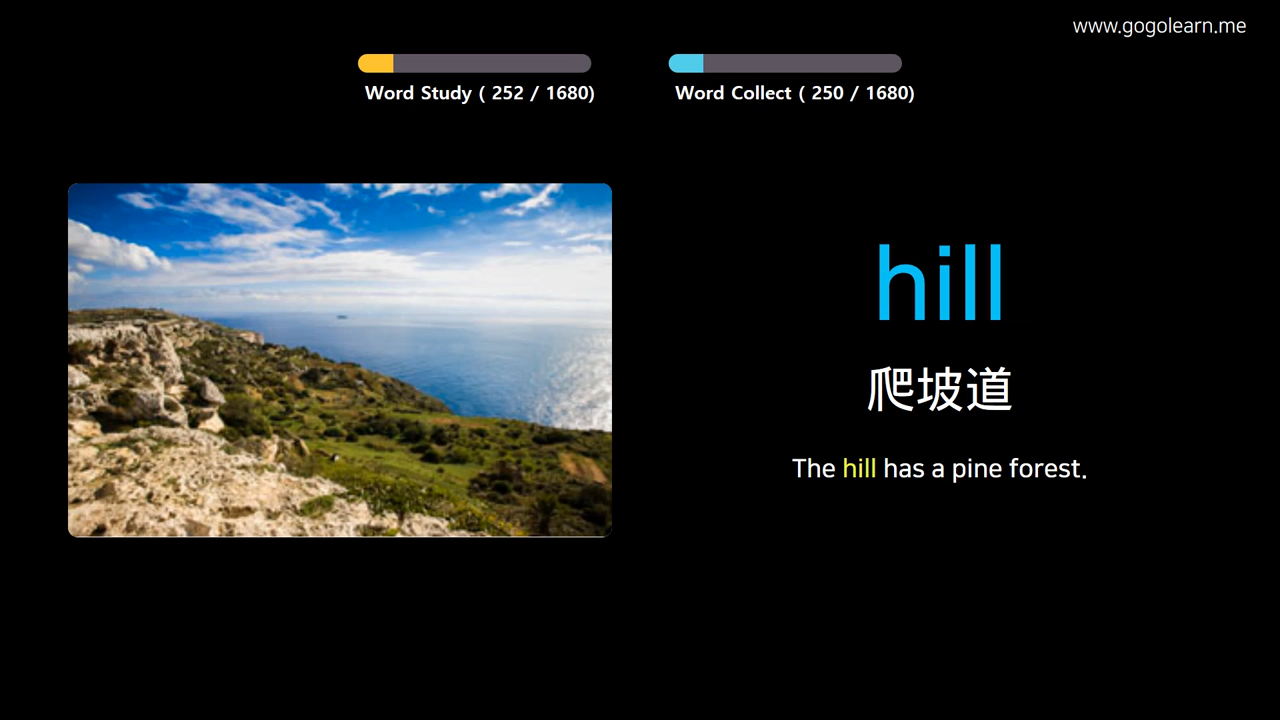 www.gogolearn.me
Word Study ( 252 / 1680)
Word Collect ( 250 / 1680)
hill
爬坡道
The hill has a pine forest.